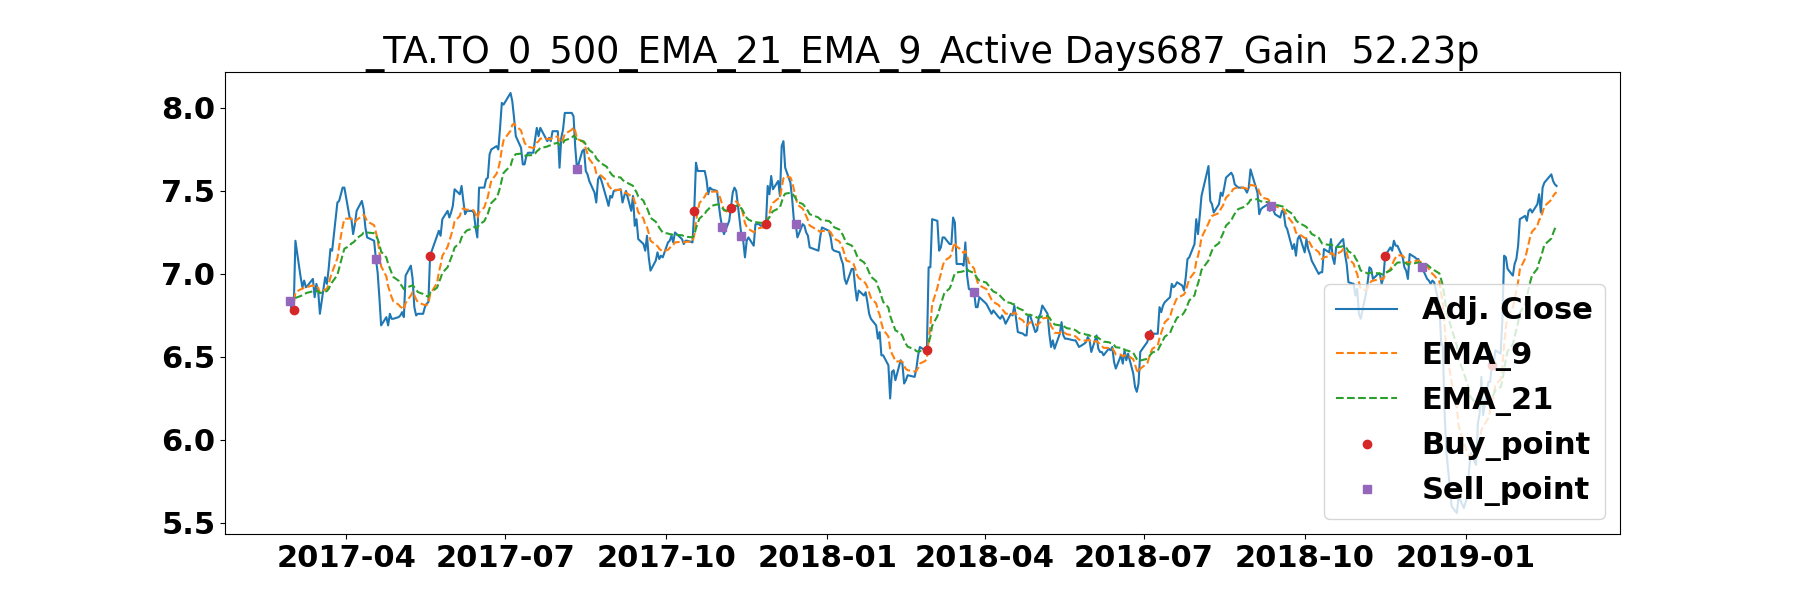 _TA.TO_0_500_EMA_21_EMA_9_Active Days687_Gain  52.23p
8.0
7.5
7.0
6.5
6.0
5.5
2017-04 2017-07 2017-10 2018-01 2018-04 2018-07 2018-10 2019-01
Adj. Close
EMA_9
EMA_21
Buy_point
Sell_point